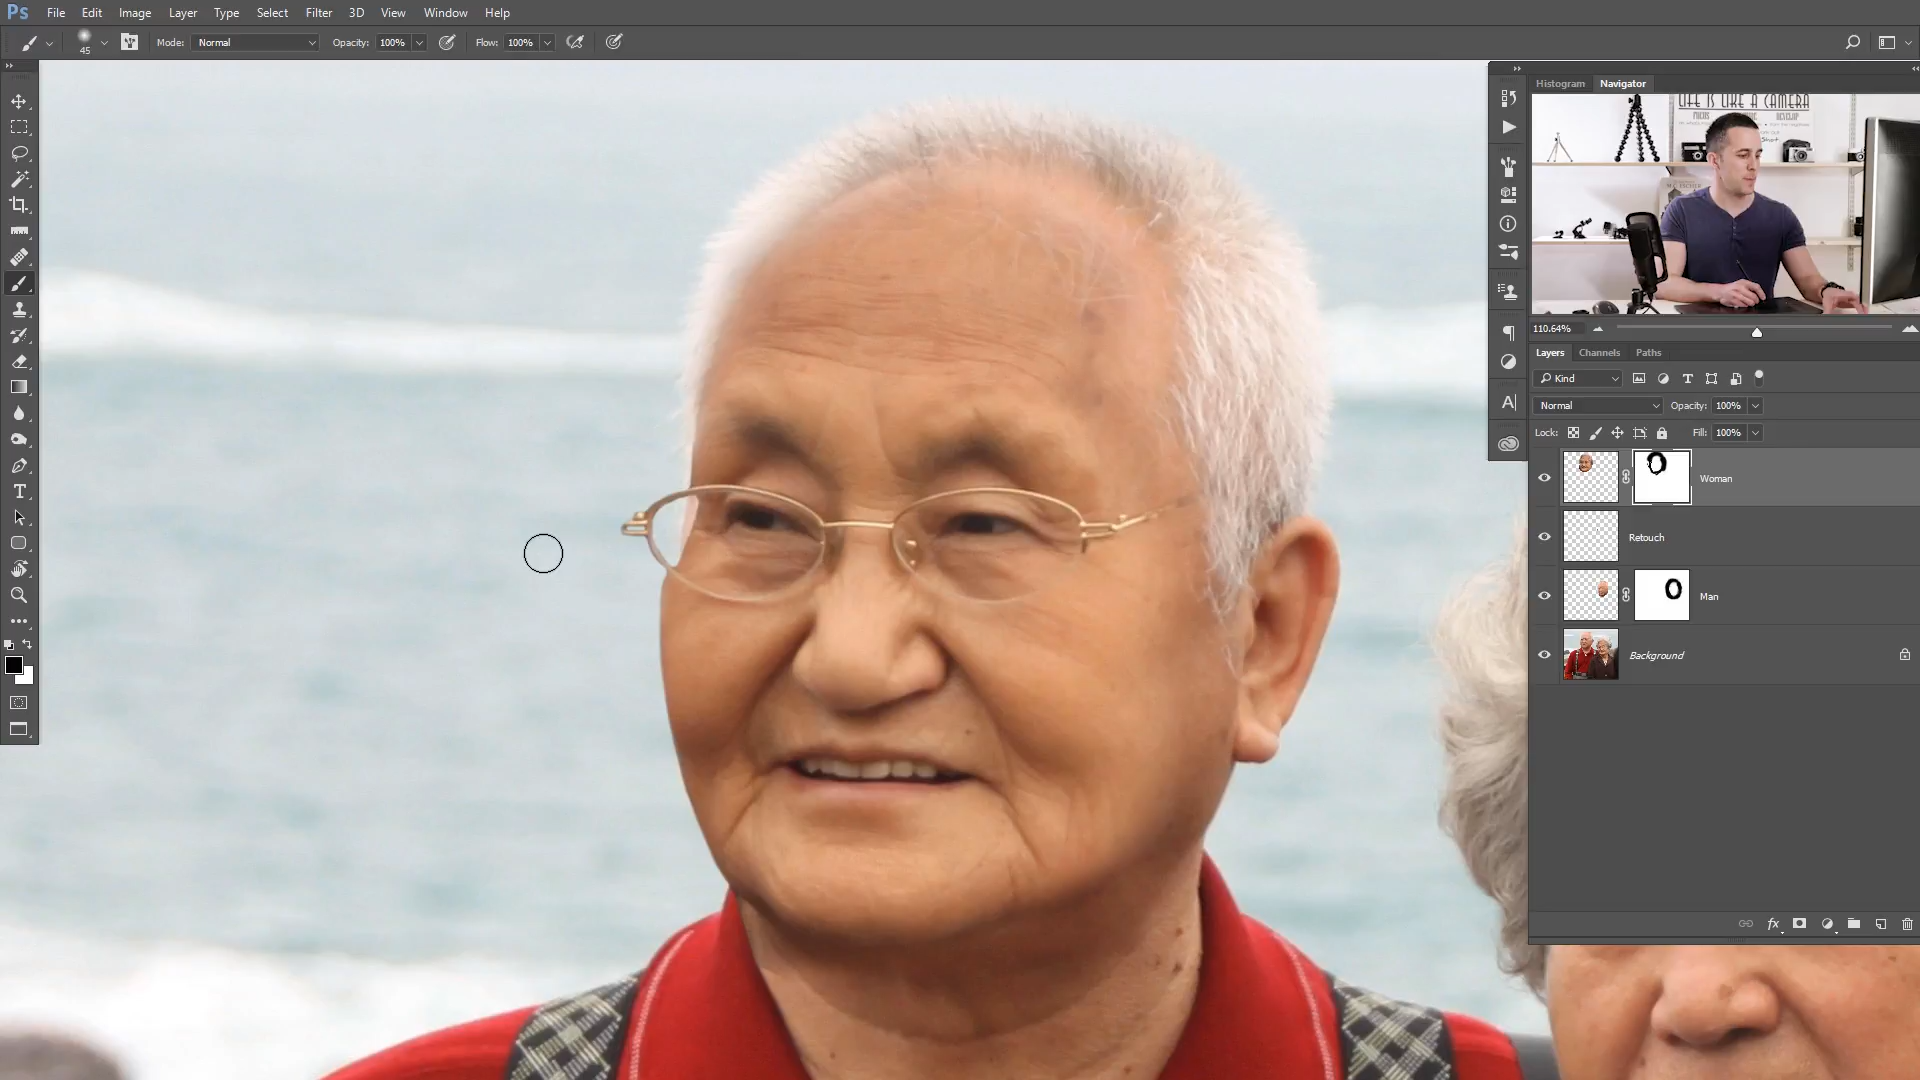 Ps File Edit Image Layer Type Select Filter 3D View Window Help
45 Mode: Normal Opacity: 100% Flow: 100%
Histogram Navigator
LIFE IS LIKE A CAMERA
110.64%
Layers Channels Paths
Kind
Normal Opacity: 100%
Lock: Fill: 100%
Woman
Retouch
Man
Background